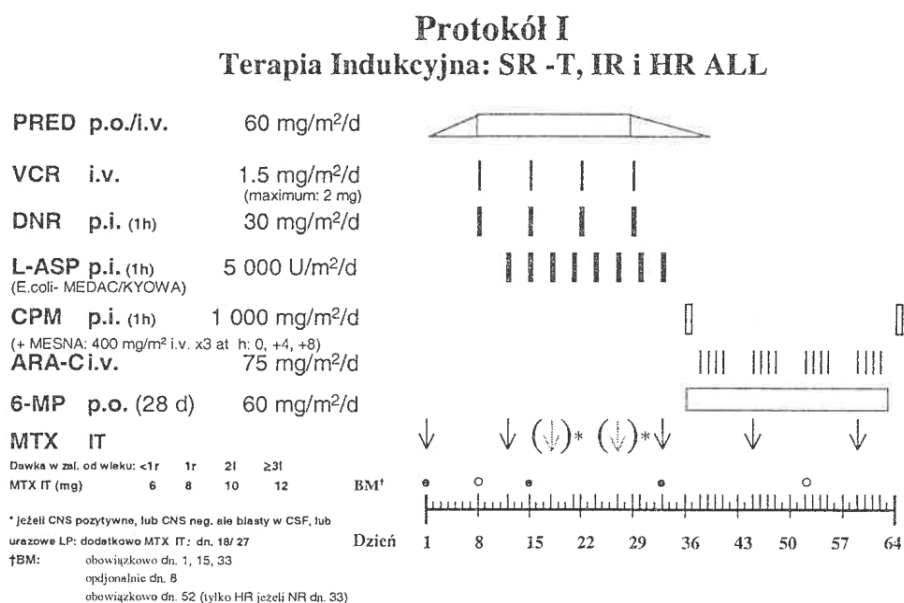 Protokół I
Terapia Indukcyjna: SR -T, IR i HR ALL
PRED p.o./i.v. 60 mg/m²/d
VCR i.v. 1.5 mg/m²/d
(maximum: 2 mg)
DNR p.i. (1h) 30 mg/m²/d
L-ASP p.i. (1h) 5 000 U/m²/d
(E.coli- MEDAC/KYOWA)
CPM p.i. (1h) 1 000 mg/m²/d
(+ MESNA: 400 mg/m² i.v. x3 at h: 0, +4, +8)
ARA-C i.v. 75 mg/m²/d
6-MP p.o. (28 d) 60 mg/m²/d
MTX IT ( )* ( )*
Dawka w zal. od wieku: <1r 1r 2l ≥3l
MTX IT (mg) 6 8 10 12 BM†
* jeżeli CNS pozytywne, lub CNS neg. ale blasty w CSF, lub
urazowe LP: dodatkowo MTX IT: dn. 18/ 27
Dzień 1 8 15 22 29 36 43 50 57 64
†BM: obowiązkowo dn. 1, 15, 33
opdjonalnie dn. 8
obowiązkowo dn. 52 (tylko HR jeżeli NR dn. 33)